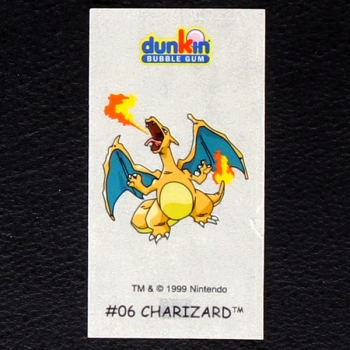 dunkin
BUBBLE GUM
TM & © 1999 Nintendo
#06 CHARIZARD™